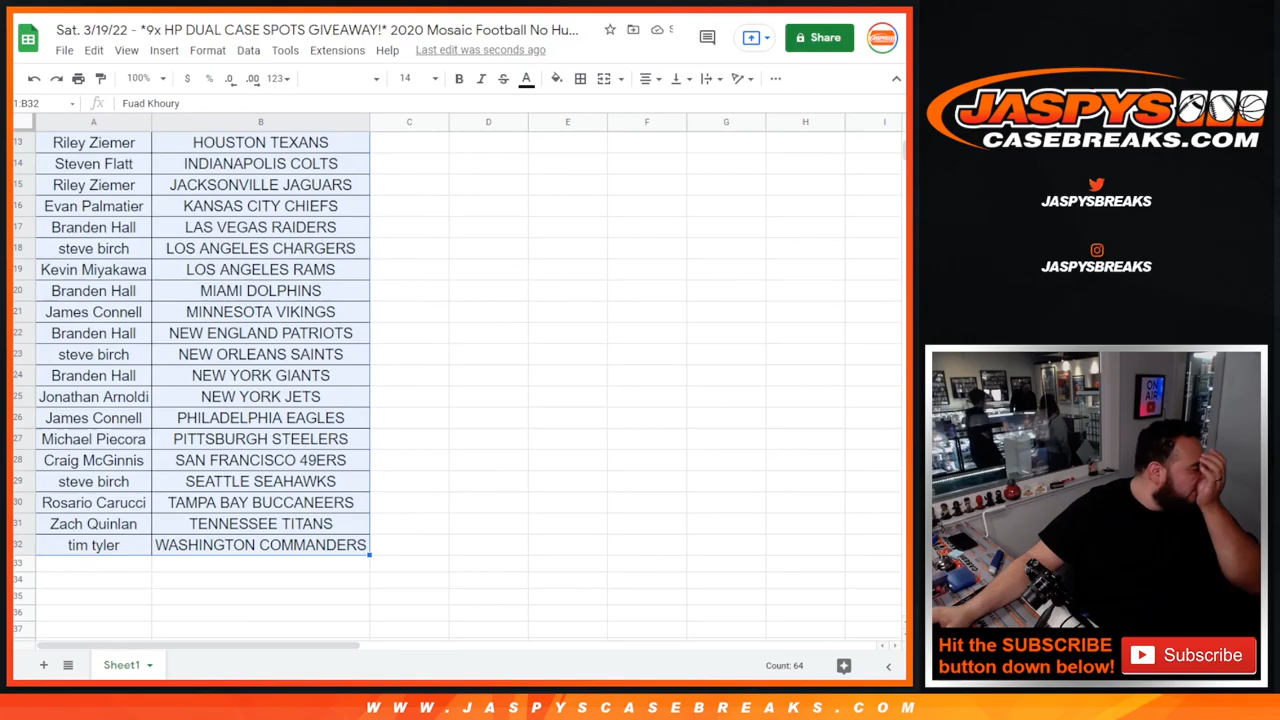 Sat. 3/19/22 - *9x HP DUAL CASE SPOTS GIVEAWAY!* 2020 Mosaic Football No Hu...
File Edit View Insert Format Data Tools Extensions Help Last edit was seconds ago
Share
100% $ % .0 .00 123 14 B I S A
1:B32 fx Fuad Khoury
A B C D E F G H I
13 Riley Ziemer HOUSTON TEXANS
14 Steven Flatt INDIANAPOLIS COLTS
15 Riley Ziemer JACKSONVILLE JAGUARS
16 Evan Palmatier KANSAS CITY CHIEFS
17 Branden Hall LAS VEGAS RAIDERS
18 steve birch LOS ANGELES CHARGERS
19 Kevin Miyakawa LOS ANGELES RAMS
20 Branden Hall MIAMI DOLPHINS
21 James Connell MINNESOTA VIKINGS
22 Branden Hall NEW ENGLAND PATRIOTS
23 steve birch NEW ORLEANS SAINTS
24 Branden Hall NEW YORK GIANTS
25 Jonathan Arnoldi NEW YORK JETS
26 James Connell PHILADELPHIA EAGLES
27 Michael Piecora PITTSBURGH STEELERS
28 Craig McGinnis SAN FRANCISCO 49ERS
29 steve birch SEATTLE SEAHAWKS
30 Rosario Carucci TAMPA BAY BUCCANEERS
31 Zach Quinlan TENNESSEE TITANS
32 tim tyler WASHINGTON COMMANDERS
33
34
35
36
37
Sheet1
Count: 64
JASPYS
CASEBREAKS.COM
JASPYSBREAKS
JASPYSBREAKS
ON
AIR
Hit the SUBSCRIBE
button down below!
Subscribe
WWW.JASPYSCASEBREAKS.COM